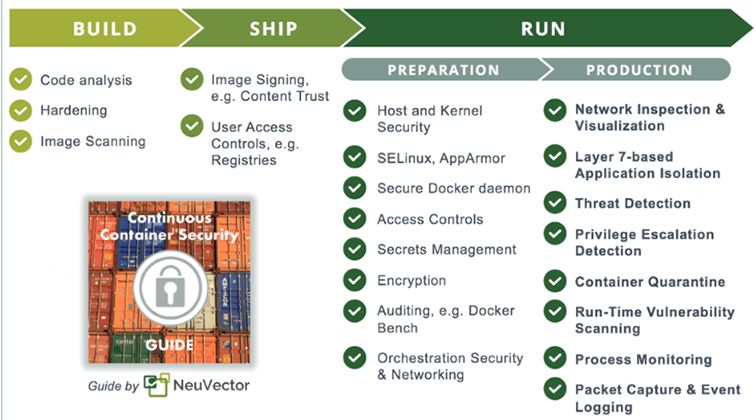 BUILD
SHIP
RUN
Code analysis
Hardening
Image Scanning
Image Signing,
e.g. Content Trust
User Access
Controls, e.g.
Registries
PREPARATION
Host and Kernel
Security
SELinux, AppArmor
Secure Docker daemon
Access Controls
Secrets Management
Encryption
Auditing, e.g. Docker
Bench
Orchestration Security
& Networking
PRODUCTION
Network Inspection &
Visualization
Layer 7-based
Application Isolation
Threat Detection
Privilege Escalation
Detection
Container Quarantine
Run-Time Vulnerability
Scanning
Process Monitoring
Packet Capture & Event
Logging
Continuous
Container Security
GUIDE
Guide by NeuVector